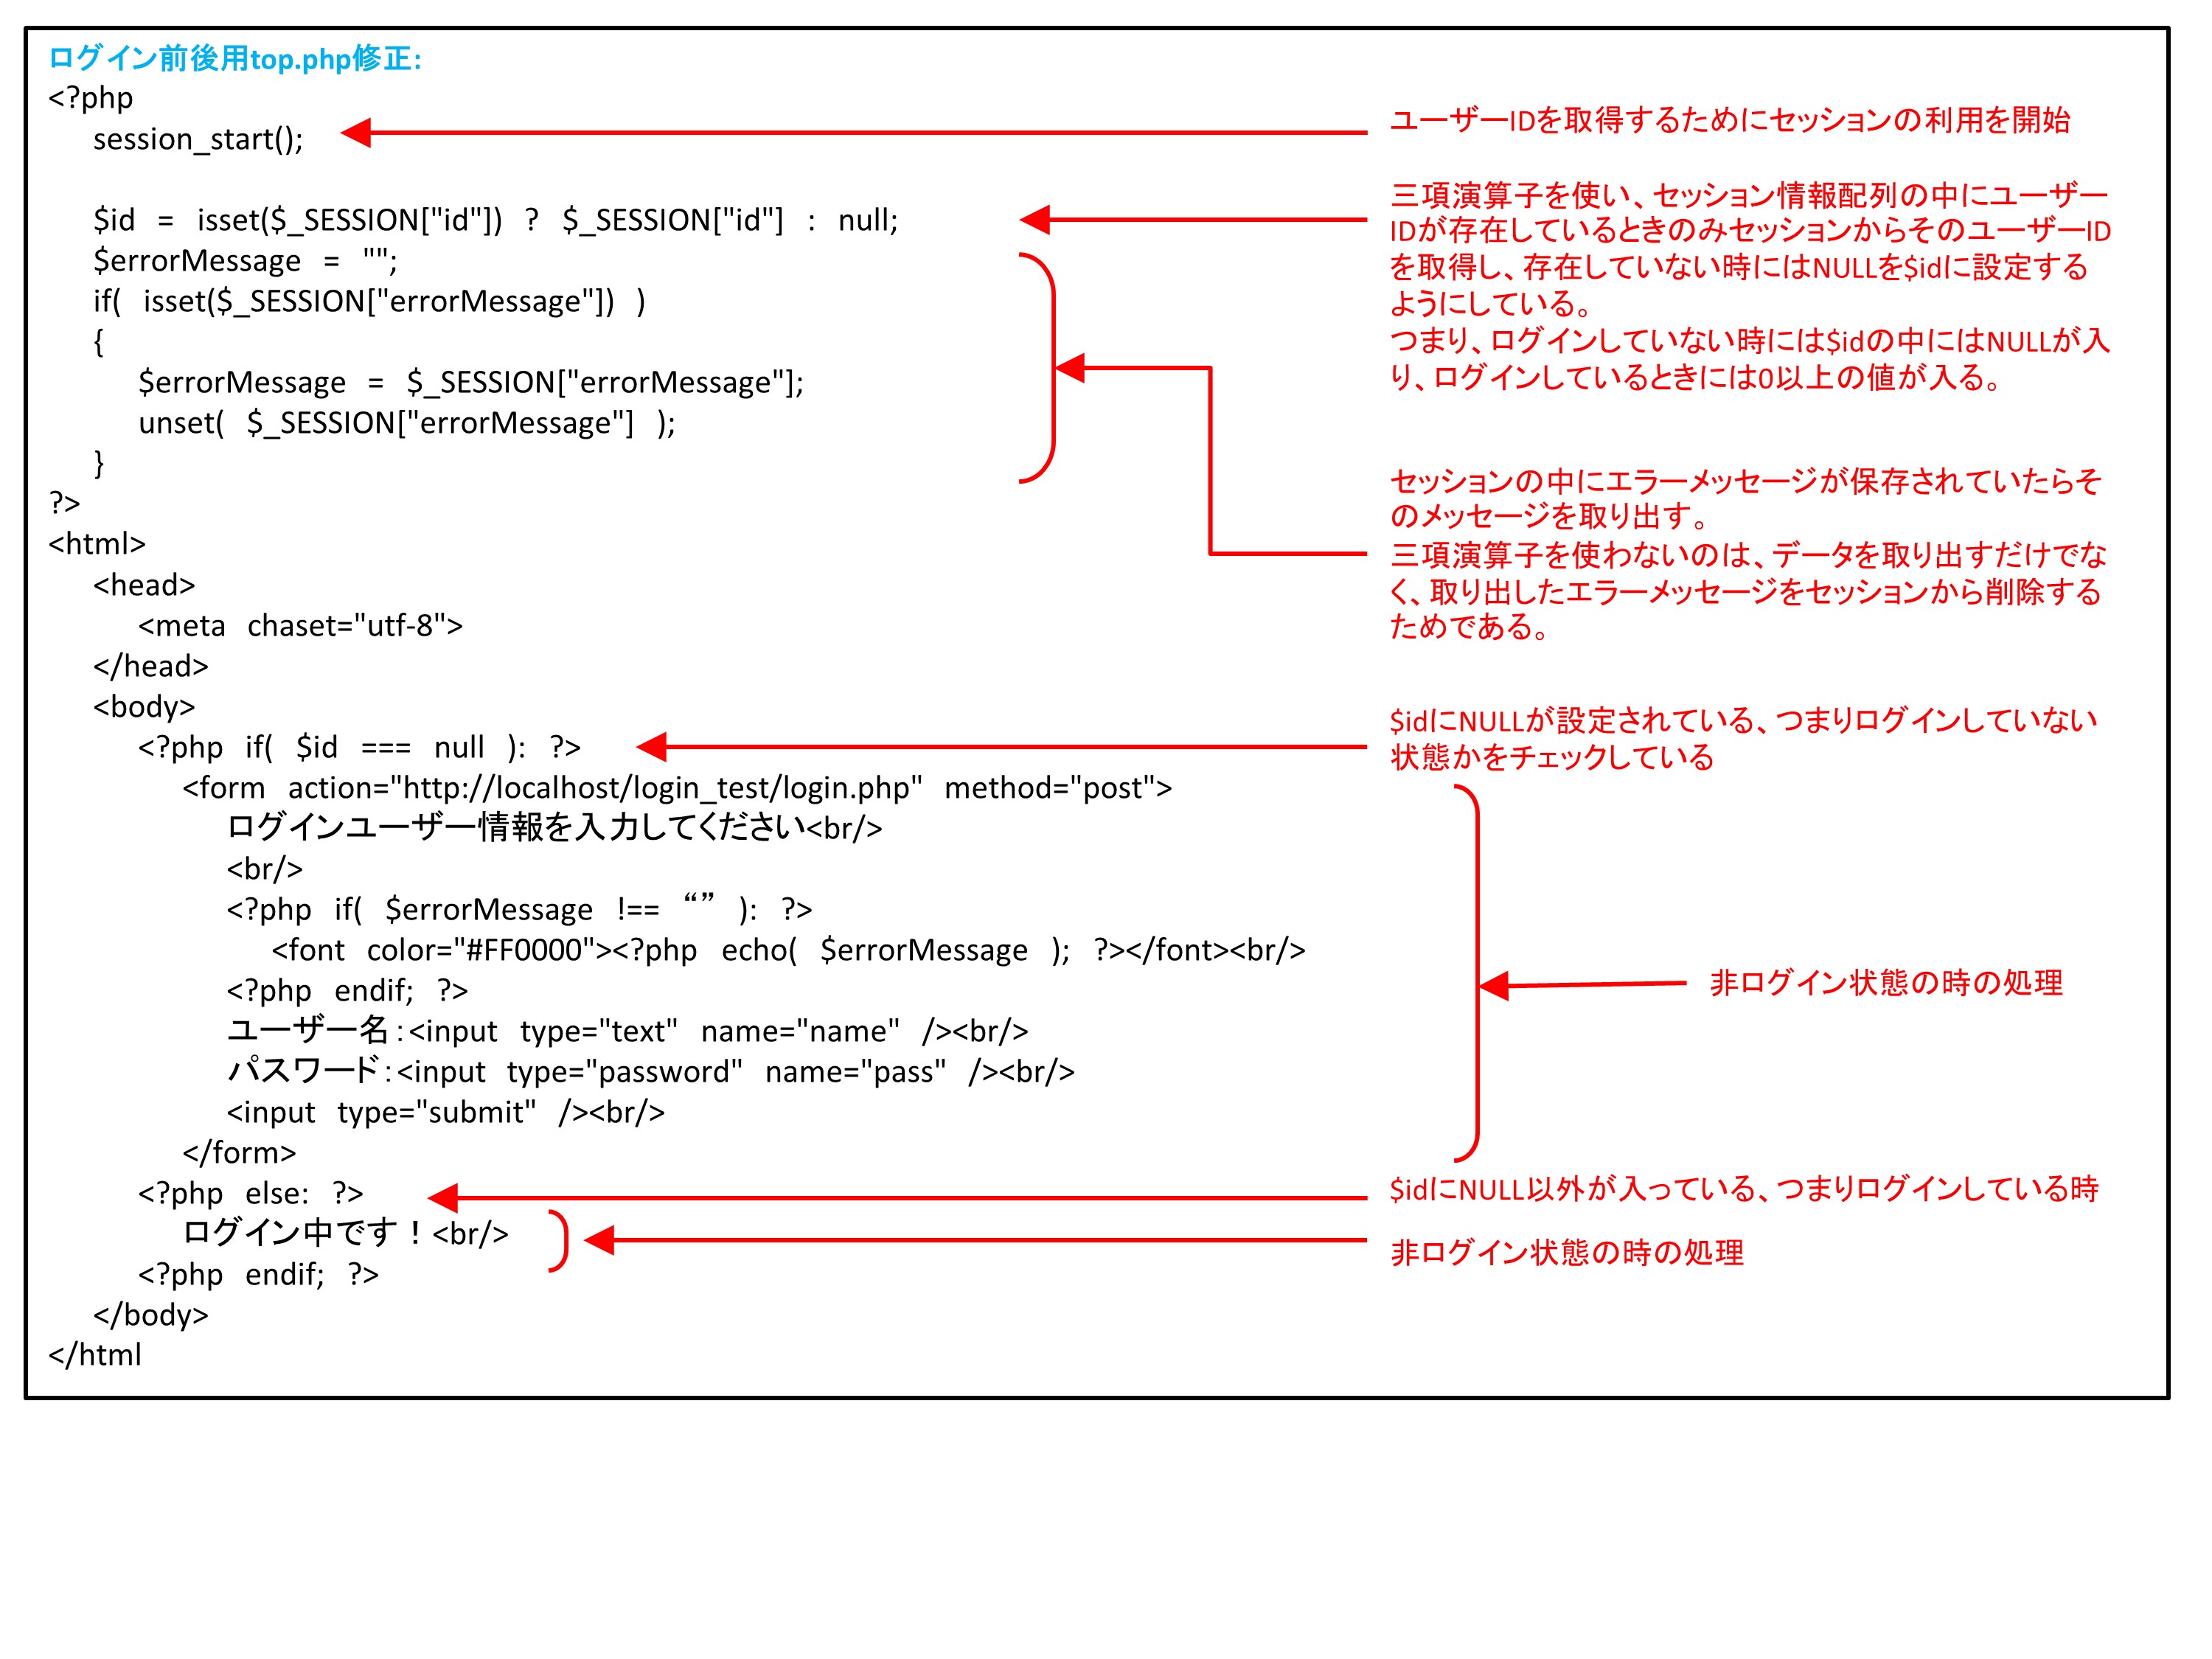 ログイン前後用top.php修正:
<?php
session_start();
$id = isset($_SESSION["id"]) ? $_SESSION["id"] : null;
$errorMessage = "";
if( isset($_SESSION["errorMessage"]) )
{
$errorMessage = $_SESSION["errorMessage"];
unset( $_SESSION["errorMessage"] );
}
?>
<html>
<head>
<meta chaset="utf-8">
</head>
<body>
<?php if( $id === null ): ?>
<form action="http://localhost/login_test/login.php" method="post">
ログインユーザー情報を入力してください<br/>
<br/>
<?php if( $errorMessage !== “” ): ?>
<font color="#FF0000"><?php echo( $errorMessage ); ?></font><br/>
<?php endif; ?>
ユーザー名：<input type="text" name="name" /><br/>
パスワード：<input type="password" name="pass" /><br/>
<input type="submit" /><br/>
</form>
<?php else: ?>
ログイン中です！<br/>
<?php endif; ?>
</body>
</html
ユーザーIDを取得するためにセッションの利用を開始
三項演算子を使い、セッション情報配列の中にユーザー
IDが存在しているときのみセッションからそのユーザーID
を取得し、存在していない時にはNULLを$idに設定する
ようにしている。
つまり、ログインしていない時には$idの中にはNULLが入
り、ログインしているときには0以上の値が入る。
セッションの中にエラーメッセージが保存されていたらそ
のメッセージを取り出す。
三項演算子を使わないのは、データを取り出すだけでな
く、取り出したエラーメッセージをセッションから削除する
ためである。
$idにNULLが設定されている、つまりログインしていない
状態かをチェックしている
非ログイン状態の時の処理
$idにNULL以外が入っている、つまりログインしている時
非ログイン状態の時の処理